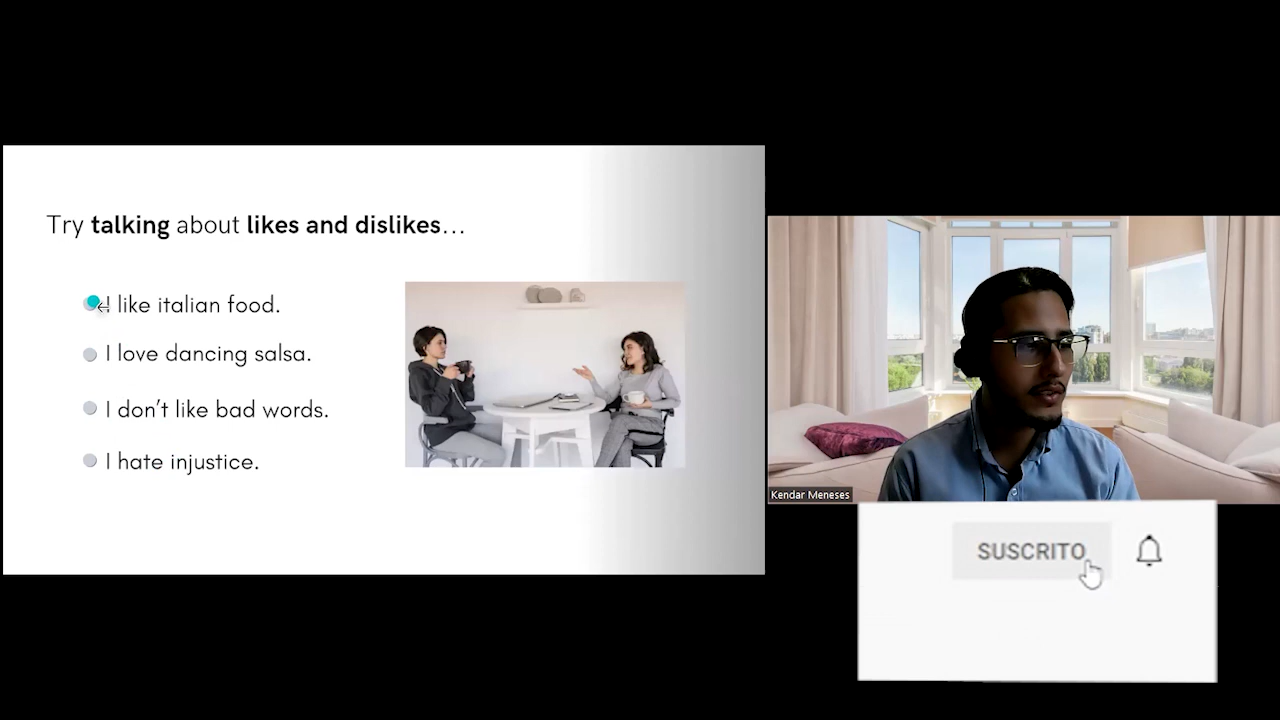 Try talking about likes and dislikes...
I like italian food.
I love dancing salsa.
I don't like bad words.
I hate injustice.
Kendar Meneses
SUSCRITO